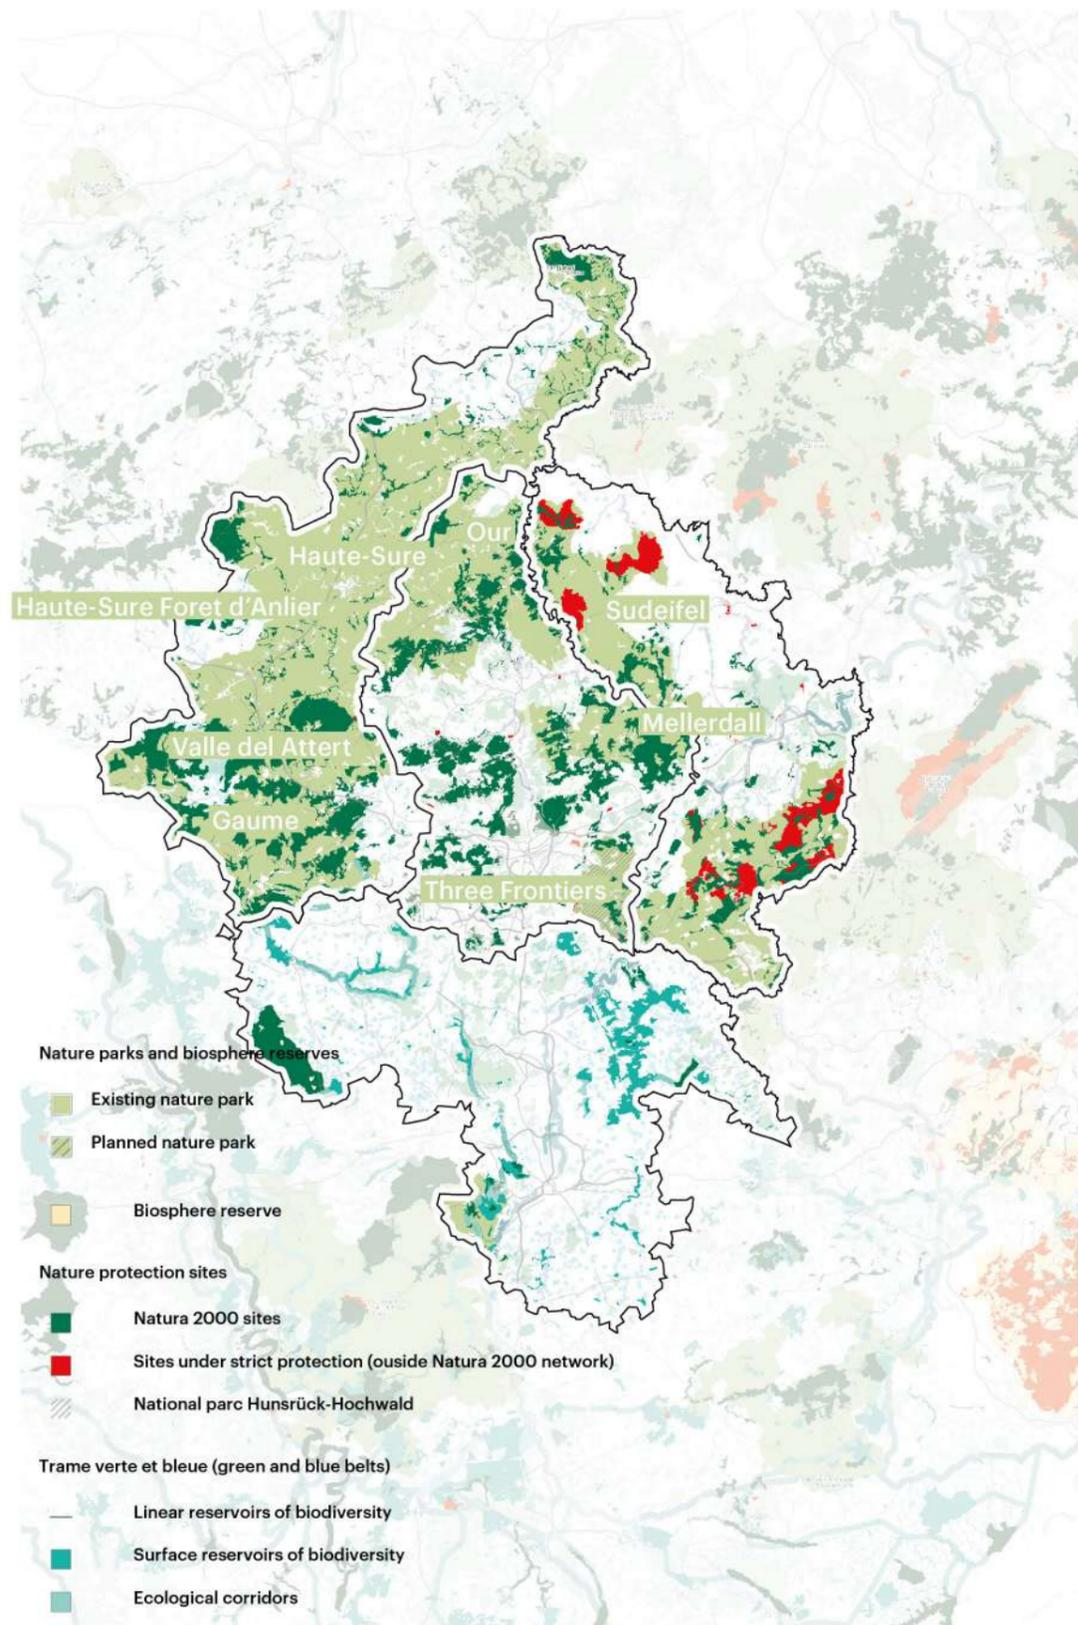 Our
Haute-Sure
Haute-Sure Foret d'Anlier
Sudeifel
Mellerdall
Valle del Attert
Gaume
Three Frontiers
Nature parks and biosphere reserves
Existing nature park
Planned nature park
Biosphere reserve
Nature protection sites
Natura 2000 sites
Sites under strict protection (ouside Natura 2000 network)
National parc Hunsrück-Hochwald
Trame verte et bleue (green and blue belts)
Linear reservoirs of biodiversity
Surface reservoirs of biodiversity
Ecological corridors